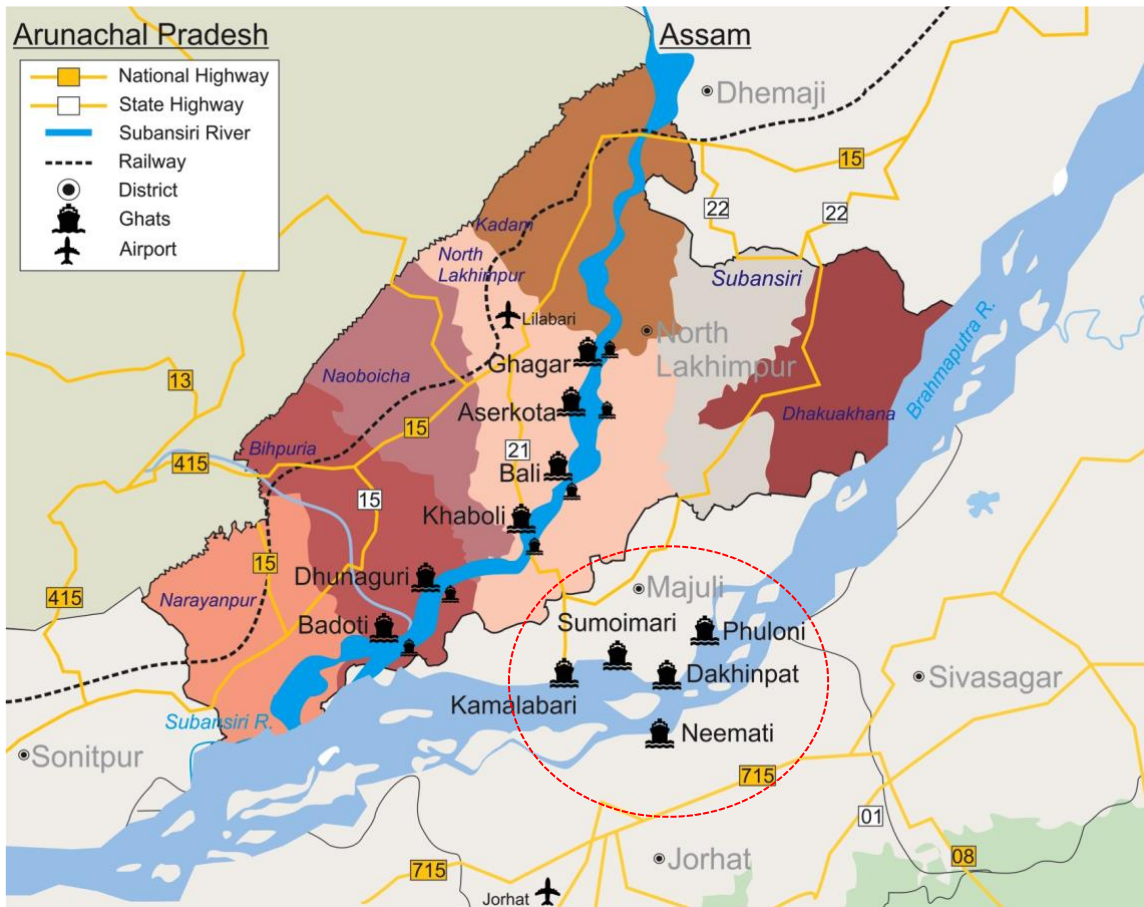 Arunachal Pradesh
Assam
National Highway
State Highway
Subansiri River
Railway
District
Ghats
Airport
Dhemaji
15
22
22
Kadam
North
Lakhimpur
Subansiri
Lilabari
North
Lakhimpur
Ghagar
Brahmaputra R.
13
Naoboicha
Aserkota
Dhakuakhana
15
21
Bihpuria
415
Bali
15
Khaboli
15
Dhunaguri
415
Narayanpur
Badoti
Majuli
Sumoimari
Phuloni
Dakhinpat
Kamalabari
Sivasagar
Subansiri R.
Neemati
Sonitpur
715
01
08
Jorhat
715
Jorhat